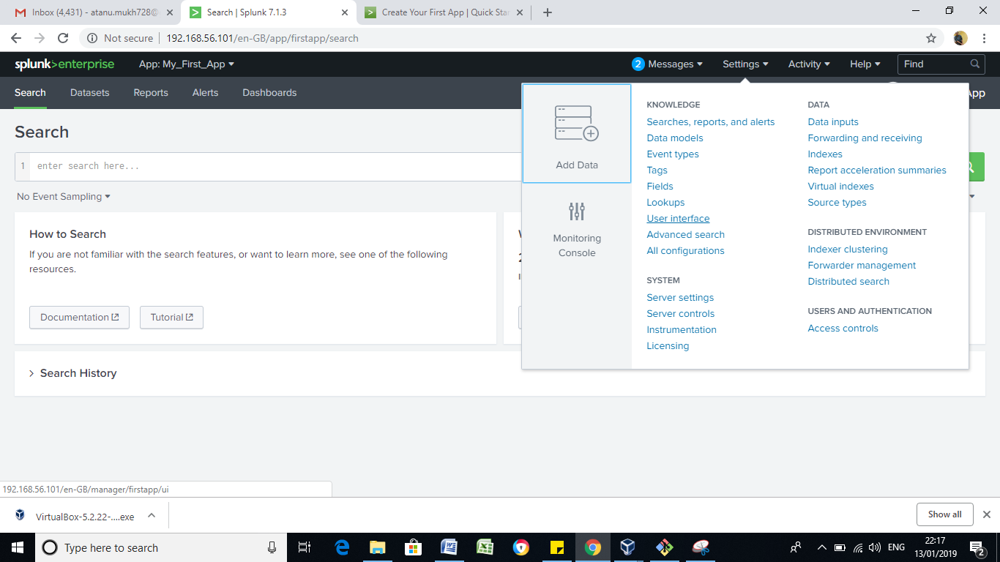 Inbox (4,431) - atanu.mukh728@
Search | Splunk 7.1.3
Create Your First App | Quick Sta
Not secure
192.168.56.101/en-GB/app/firstapp/search
splunk>enterprise
App: My_First_App
2 Messages
Settings
Activity
Help
Find
Search
Datasets
Reports
Alerts
Dashboards
App
Search
1 enter search here...
No Event Sampling
How to Search
If you are not familiar with the search features, or want to learn more, see one of the following
resources.
Documentation
Tutorial
Search History
Add Data
Monitoring
Console
KNOWLEDGE
Searches, reports, and alerts
Data models
Event types
Tags
Fields
Lookups
User interface
Advanced search
All configurations
SYSTEM
Server settings
Server controls
Instrumentation
Licensing
DATA
Data inputs
Forwarding and receiving
Indexes
Report acceleration summaries
Virtual indexes
Source types
DISTRIBUTED ENVIRONMENT
Indexer clustering
Forwarder management
Distributed search
USERS AND AUTHENTICATION
Access controls
192.168.56.101/en-GB/manager/firstapp/ui
VirtualBox-5.2.22-....exe
Show all
Type here to search
ENG
22:17
13/01/2019
2